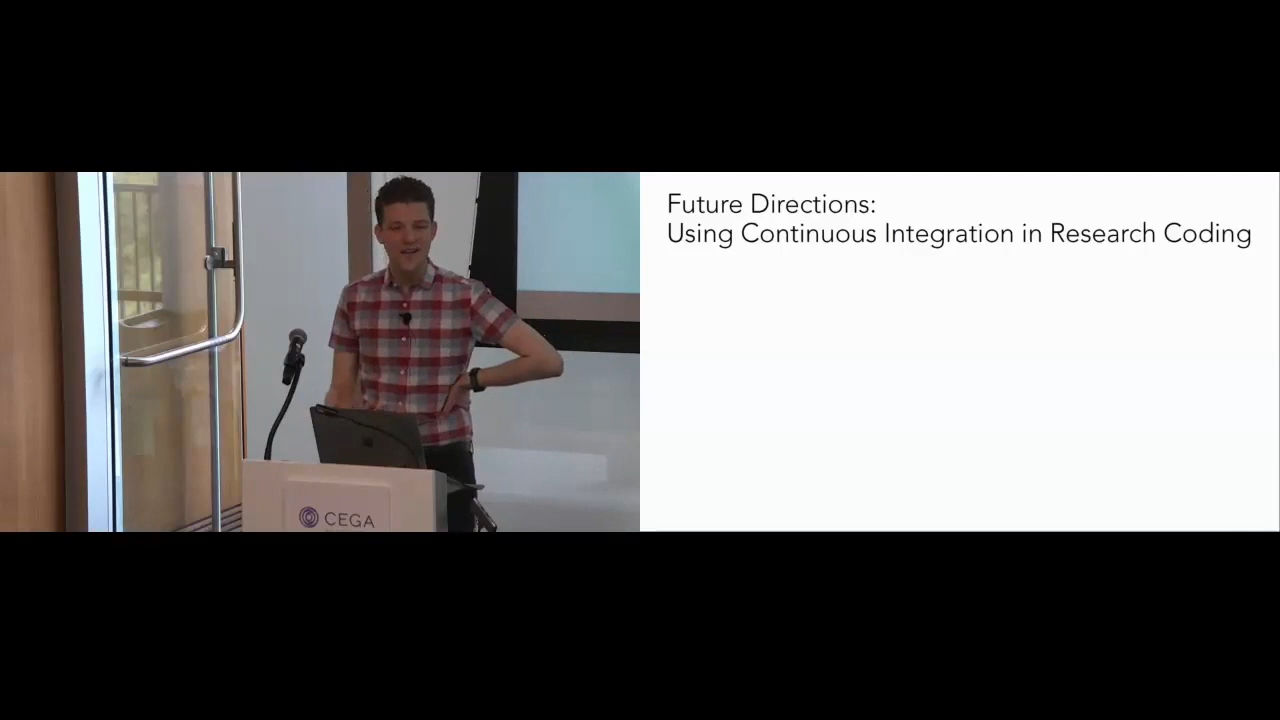 Future Directions:
Using Continuous Integration in Research Coding
CEGA